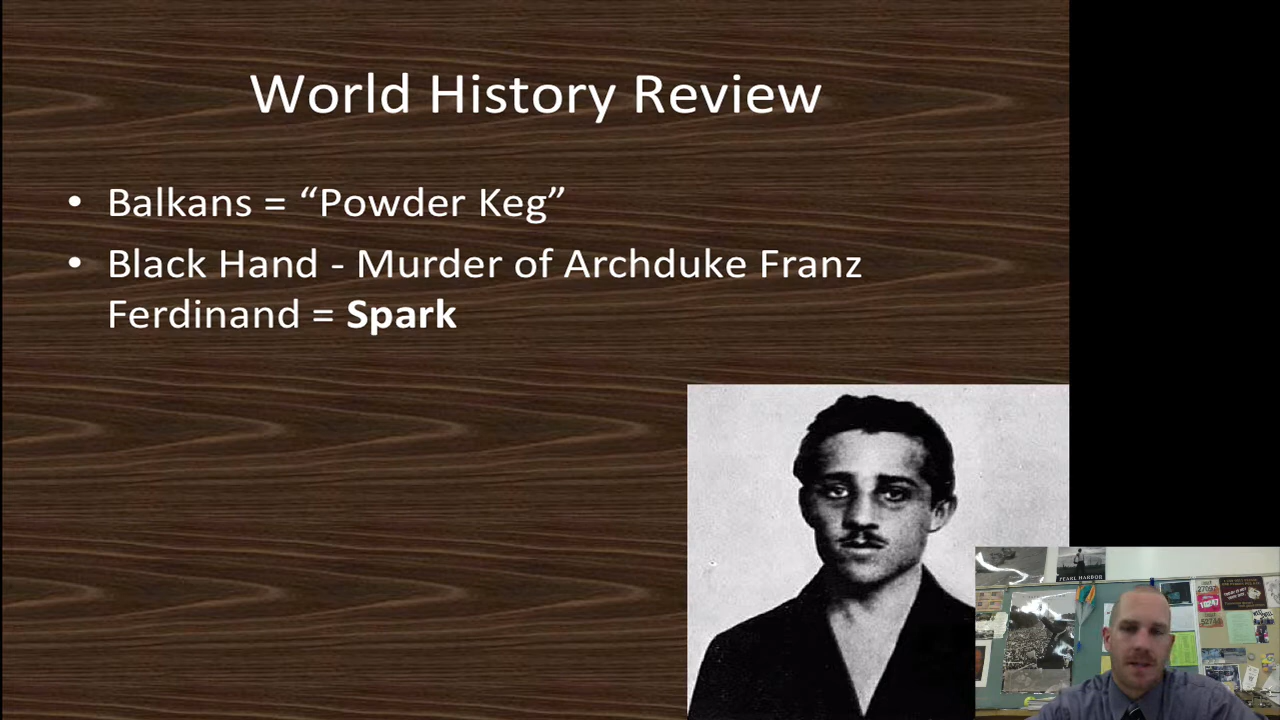 World History Review
• Balkans = “Powder Keg”
• Black Hand - Murder of Archduke Franz
Ferdinand = Spark
PEARL HARBOR